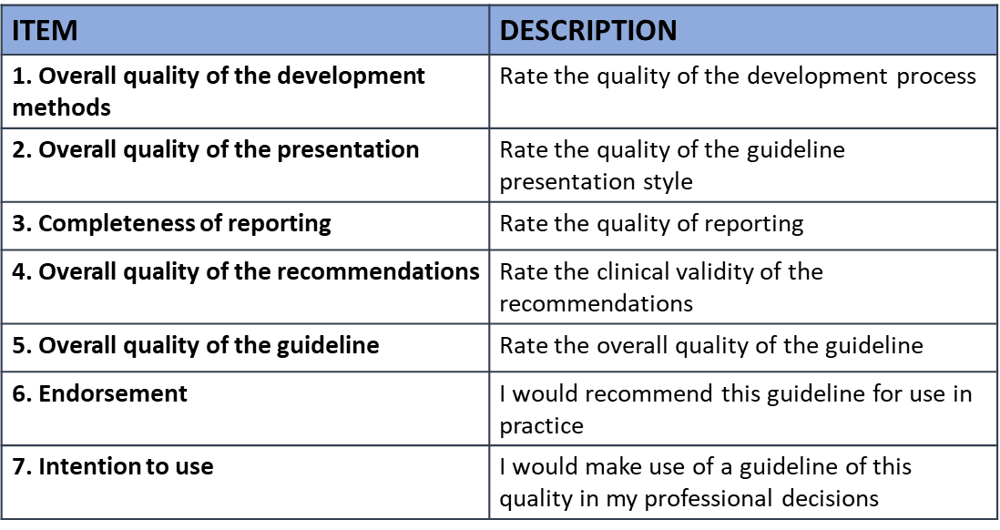 ITEM
DESCRIPTION
1. Overall quality of the development
methods
Rate the quality of the development process
2. Overall quality of the presentation
Rate the quality of the guideline
presentation style
3. Completeness of reporting
Rate the quality of reporting
4. Overall quality of the recommendations
Rate the clinical validity of the
recommendations
5. Overall quality of the guideline
Rate the overall quality of the guideline
6. Endorsement
I would recommend this guideline for use in
practice
7. Intention to use
I would make use of a guideline of this
quality in my professional decisions